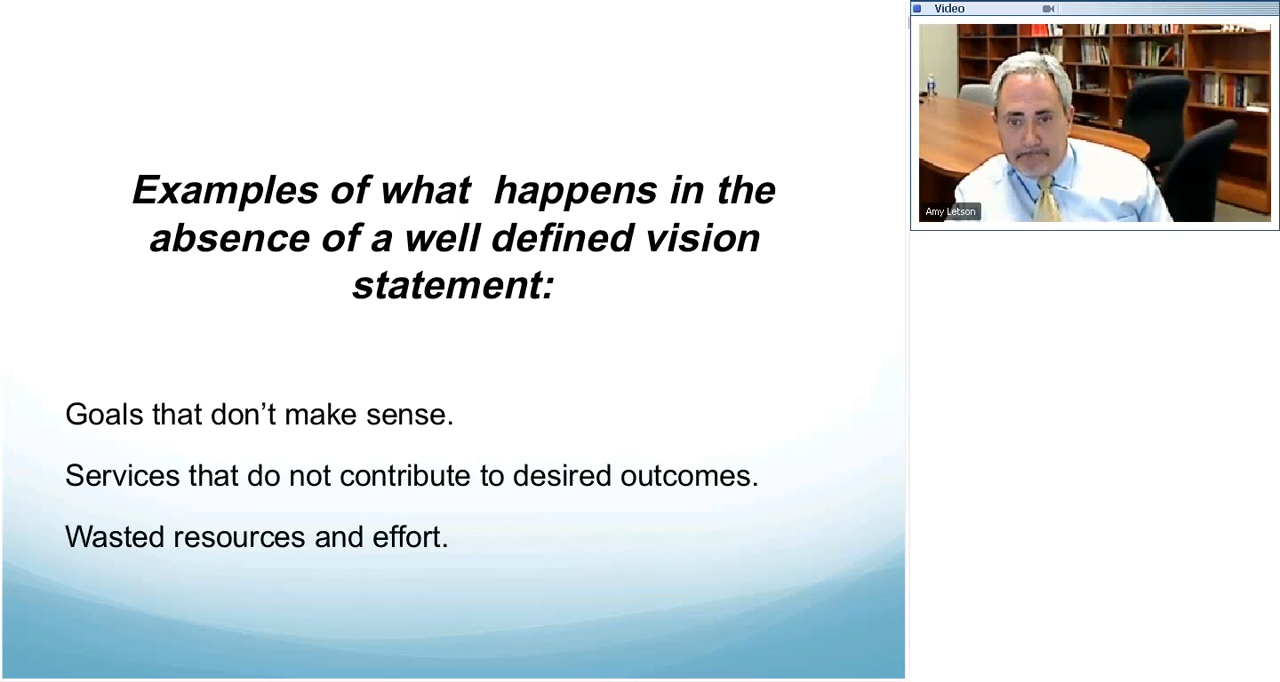 Examples of what  happens in the
absence of a well defined vision
statement:
Goals that don’t make sense.
Services that do not contribute to desired outcomes.
Wasted resources and effort.
Video
Amy Letson